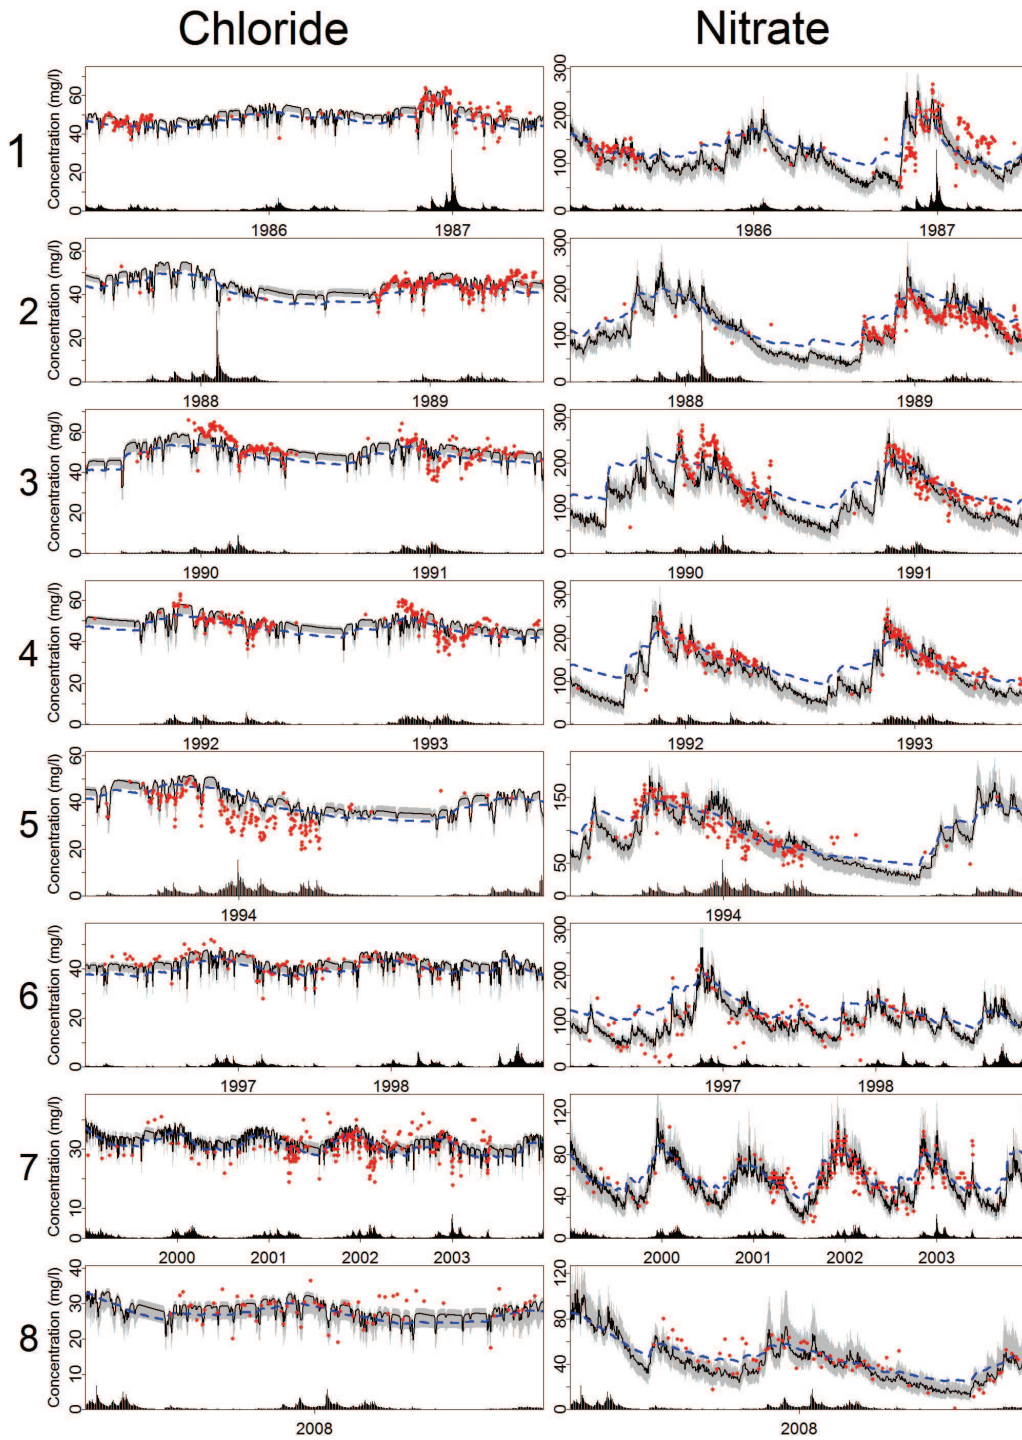 Chloride Nitrate
1
Concentration (mg/l)
0 20 40 60
1986 1987
0 100 200 300
1986 1987
2
Concentration (mg/l)
0 20 40 60
1988 1989
0 100 200 300
1988 1989
3
Concentration (mg/l)
0 20 40 60
1990 1991
0 100 200 300
1990 1991
4
Concentration (mg/l)
0 20 40 60
1992 1993
0 100 200 300
1992 1993
5
Concentration (mg/l)
0 20 40 60
1994
0 50 150
1994
6
Concentration (mg/l)
0 20 40
1997 1998
0 100 200 300
1997 1998
7
Concentration (mg/l)
0 10 30
2000 2001 2002 2003
0 40 80 120
2000 2001 2002 2003
8
Concentration (mg/l)
0 20 30 40
2008
0 40 80 120
2008